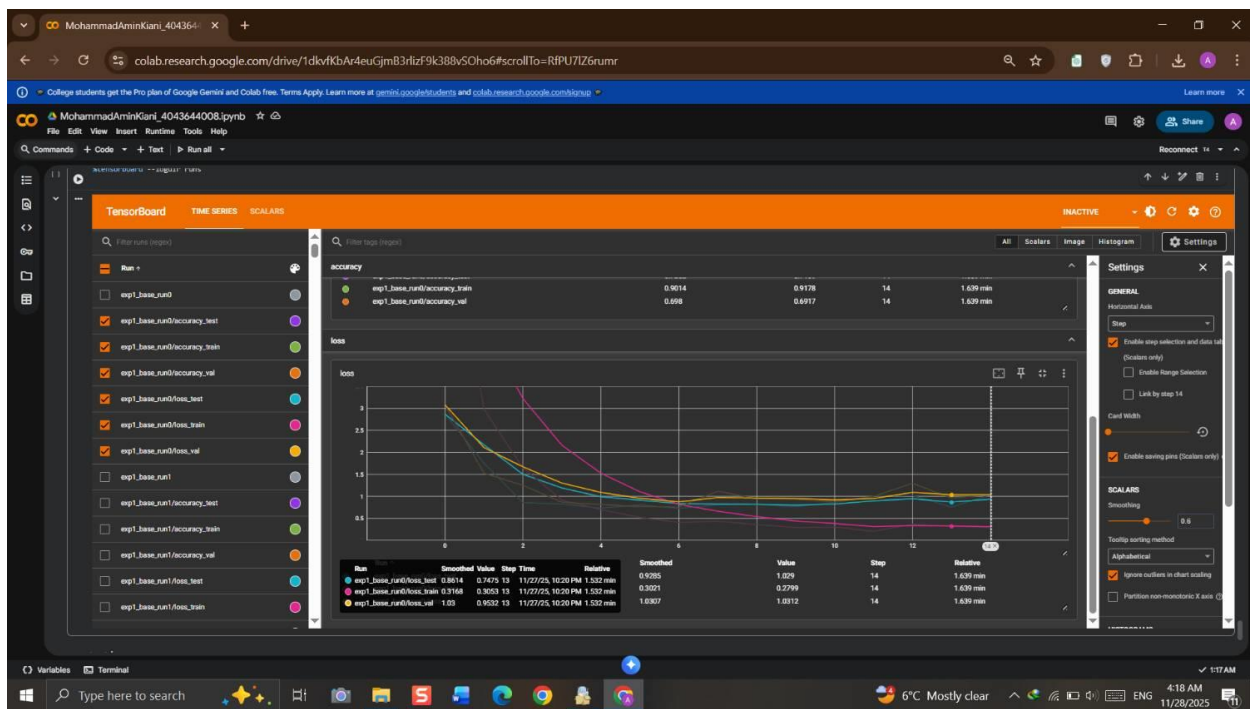 MohammadAminKiani_404364
colab.research.google.com/drive/1dkvfKbAr4euGjmB3rlizF9k388vSOho6#scrollTo=RfPU7IZ6rumr
College students get the Pro plan of Google Gemini and Colab free. Terms Apply. Learn more at gemini.google/students and colab.research.google.com/signup
Learn more
CO
MohammadAminKiani_4043644008.ipynb
File Edit View Insert Runtime Tools Help
Share
A
Commands + Code + Text Run all
Reconnect T4
%tensorboard --logdir runs
TensorBoard TIME SERIES SCALARS
INACTIVE
Filter runs (regex)
Filter tags (regex)
All Scalars Image Histogram
Settings
Run
exp1_base_run0
exp1_base_run0/accuracy_test
exp1_base_run0/accuracy_train
exp1_base_run0/accuracy_val
exp1_base_run0/loss_test
exp1_base_run0/loss_train
exp1_base_run0/loss_val
exp1_base_run1
exp1_base_run1/accuracy_test
exp1_base_run1/accuracy_train
exp1_base_run1/accuracy_val
exp1_base_run1/loss_test
exp1_base_run1/loss_train
accuracy
exp1_base_run0/accuracy_train 0.9014 0.9178 14 1.639 min
exp1_base_run0/accuracy_val 0.698 0.6917 14 1.639 min
loss
loss
3
2.5
2
1.5
1
0.5
0 2 4 6 8 10 12 14
Run Smoothed Value Step Time Relative
exp1_base_run0/loss_test 0.8614 0.7475 13 11/27/25, 10:20 PM 1.532 min
exp1_base_run0/loss_train 0.3168 0.3053 13 11/27/25, 10:20 PM 1.532 min
exp1_base_run0/loss_val 1.03 0.9532 13 11/27/25, 10:20 PM 1.532 min
Smoothed Value Step Relative
0.9285 1.029 14 1.639 min
0.3021 0.2799 14 1.639 min
1.0307 1.0312 14 1.639 min
Settings
GENERAL
Horizontal Axis
Step
Enable step selection and data tab
(Scalars only)
Enable Range Selection
Link by step 14
Card Width
Enable saving pins (Scalars only)
SCALARS
Smoothing
0.6
Tooltip sorting method
Alphabetical
Ignore outliers in chart scaling
Partition non-monotonic X axis
Variables Terminal
1:17 AM
Type here to search
6°C Mostly clear
ENG
4:18 AM
11/28/2025